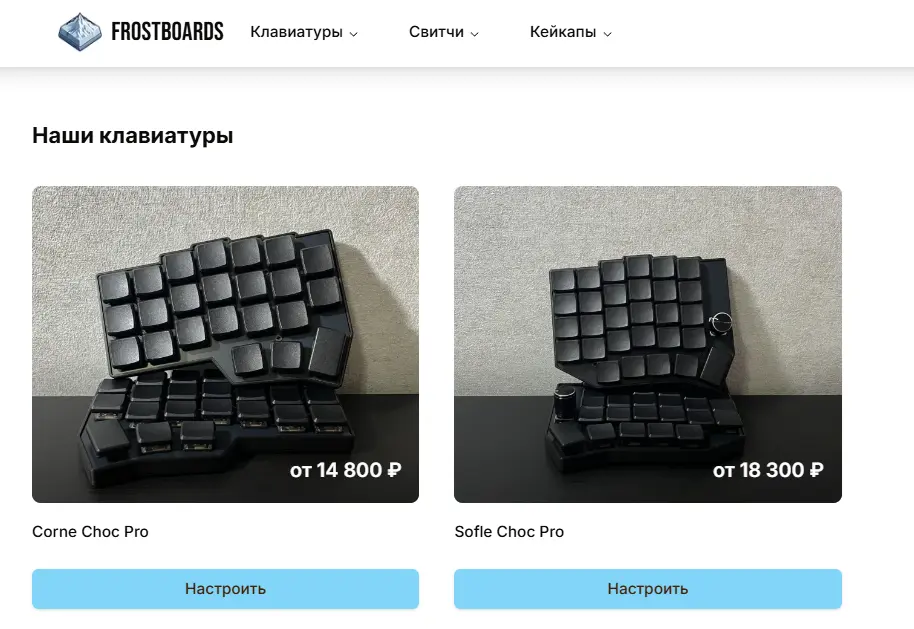 FROSTBOARDS
Клавиатуры
Свитчи
Кейкапы
Наши клавиатуры
от 14 800 ₽
от 18 300 ₽
Corne Choc Pro
Sofle Choc Pro
Настроить
Настроить